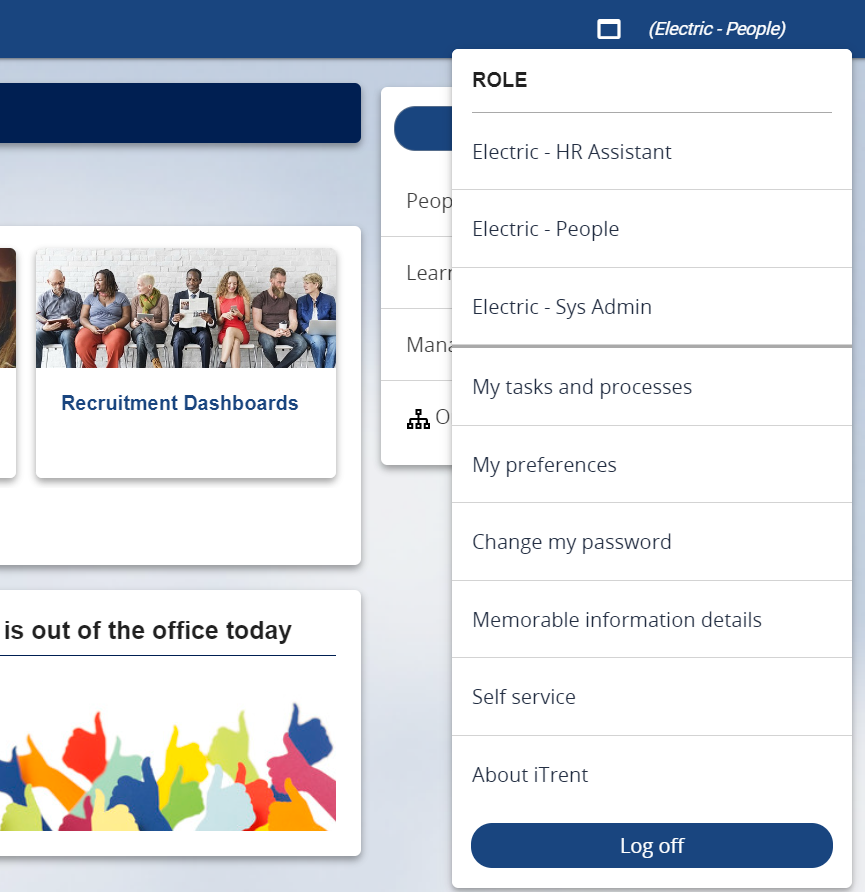 (Electric - People)
ROLE
Electric - HR Assistant
Electric - People
Electric - Sys Admin
My tasks and processes
My preferences
Change my password
Memorable information details
Self service
About iTrent
Log off
Peop
Learn
Mana
O
Recruitment Dashboards
is out of the office today